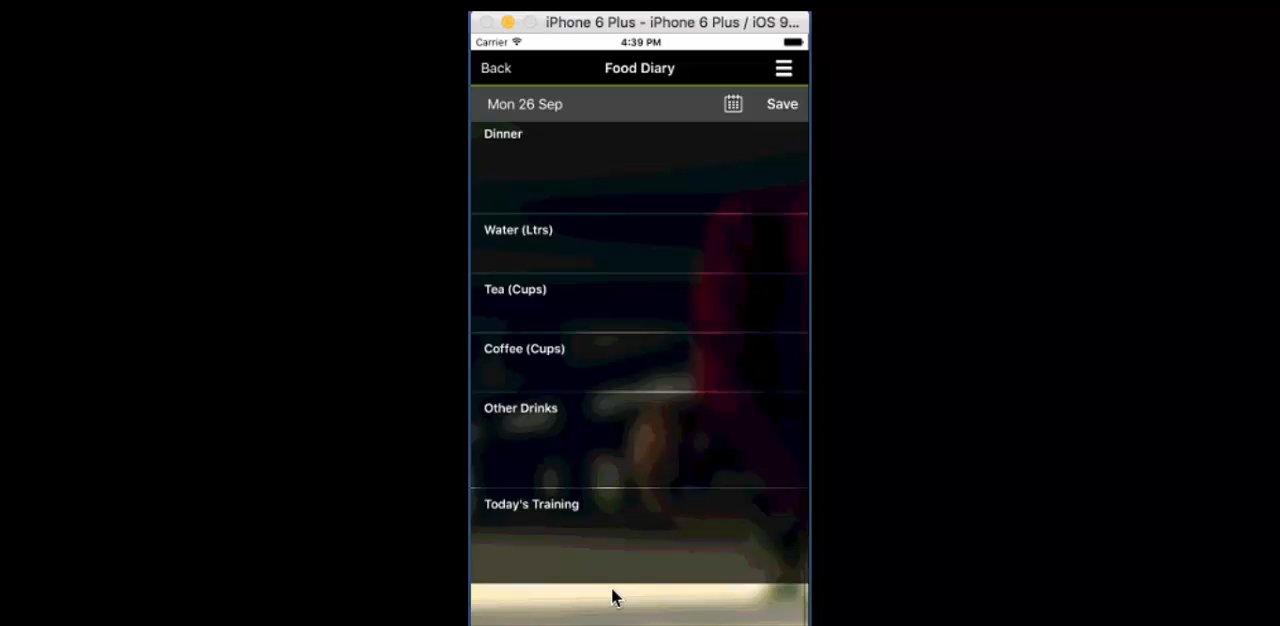 iPhone 6 Plus - iPhone 6 Plus / iOS 9...
Carrier 4:39 PM
Back Food Diary
Mon 26 Sep Save
Dinner
Water (Ltrs)
Tea (Cups)
Coffee (Cups)
Other Drinks
Today's Training